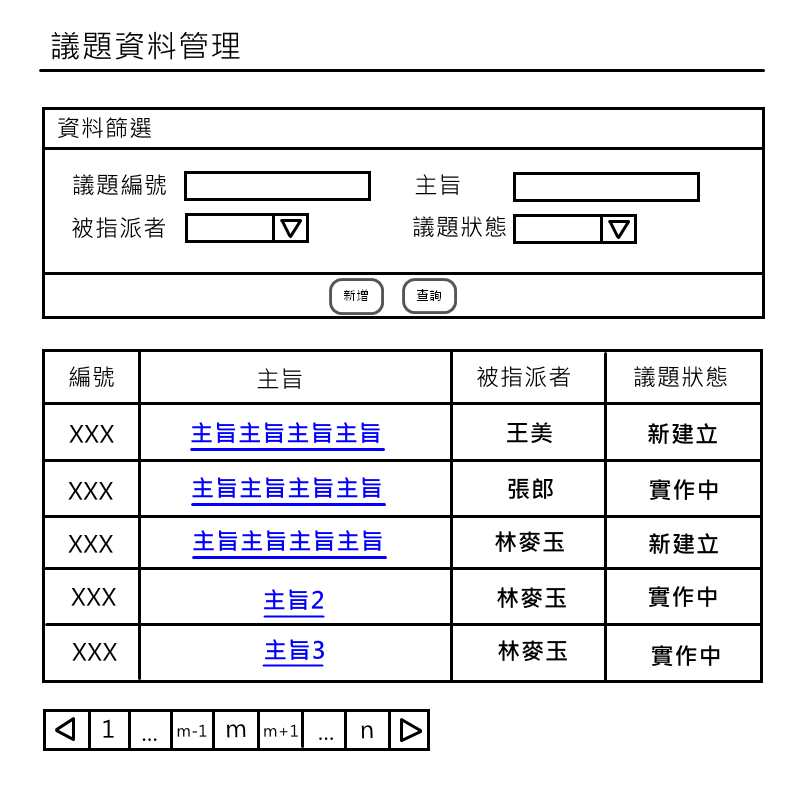 議題資料管理
資料篩選
議題編號 主旨
被指派者 議題狀態
新增 查詢
編號 主旨 被指派者 議題狀態
XXX 主旨主旨主旨主旨 王美 新建立
XXX 主旨主旨主旨主旨 張郎 實作中
XXX 主旨主旨主旨主旨 林麥玉 新建立
XXX 主旨2 林麥玉 實作中
XXX 主旨3 林麥玉 實作中
1 ... m-1 m m+1 ... n